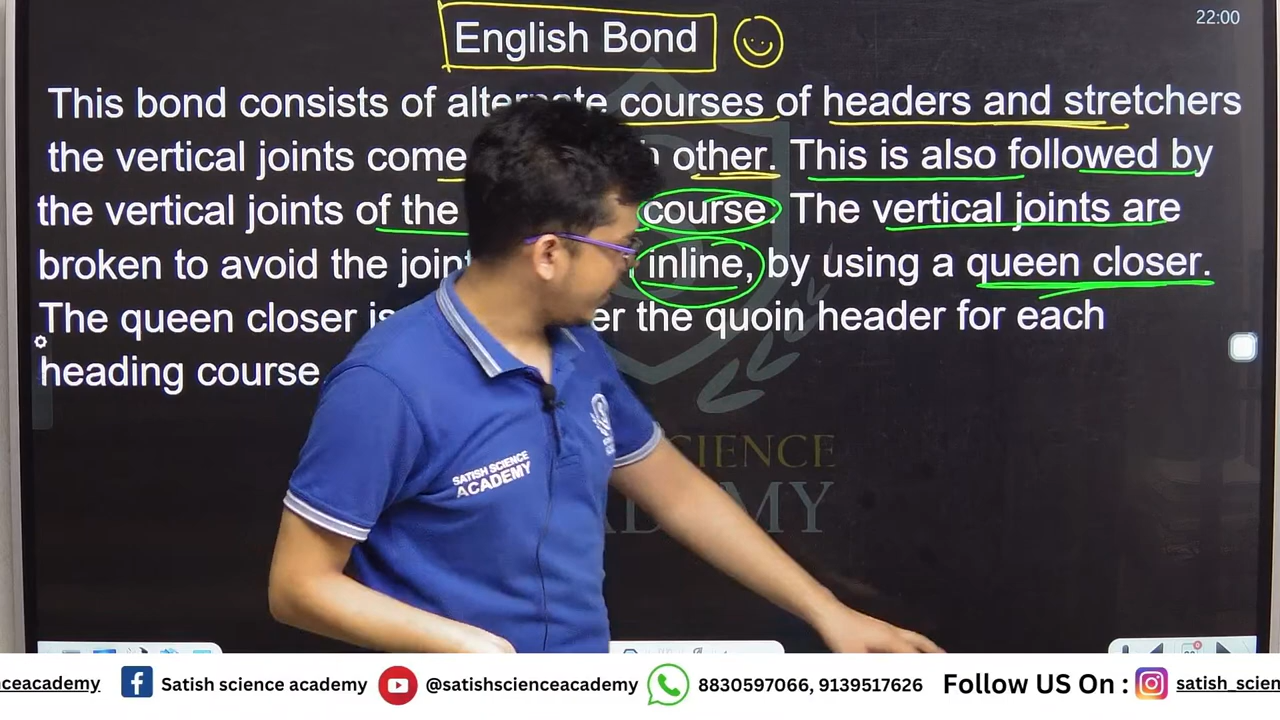 22:00
English Bond
This bond consists of alternate courses of headers and stretchers
the vertical joints come other. This is also followed by
the vertical joints of the course. The vertical joints are
broken to avoid the joint inline, by using a queen closer.
The queen closer is the quoin header for each
heading course
SATISH SCIENCE
ACADEMY
SCIENCE
ACADEMY
ceacademy Satish science academy @satishscienceacademy 8830597066, 9139517626 Follow US On : satish_scien